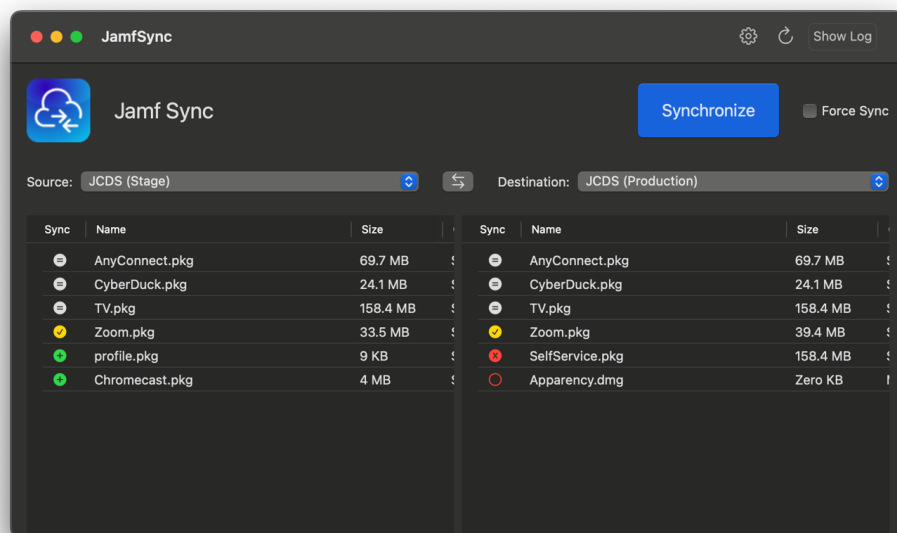 JamfSync Show Log
Jamf Sync Synchronize Force Sync
Source: JCDS (Stage) Destination: JCDS (Production)
Sync Name Size
AnyConnect.pkg 69.7 MB
CyberDuck.pkg 24.1 MB
TV.pkg 158.4 MB
Zoom.pkg 33.5 MB
profile.pkg 9 KB
Chromecast.pkg 4 MB
Sync Name Size
AnyConnect.pkg 69.7 MB
CyberDuck.pkg 24.1 MB
TV.pkg 158.4 MB
Zoom.pkg 39.4 MB
SelfService.pkg 158.4 MB
Apparency.dmg Zero KB